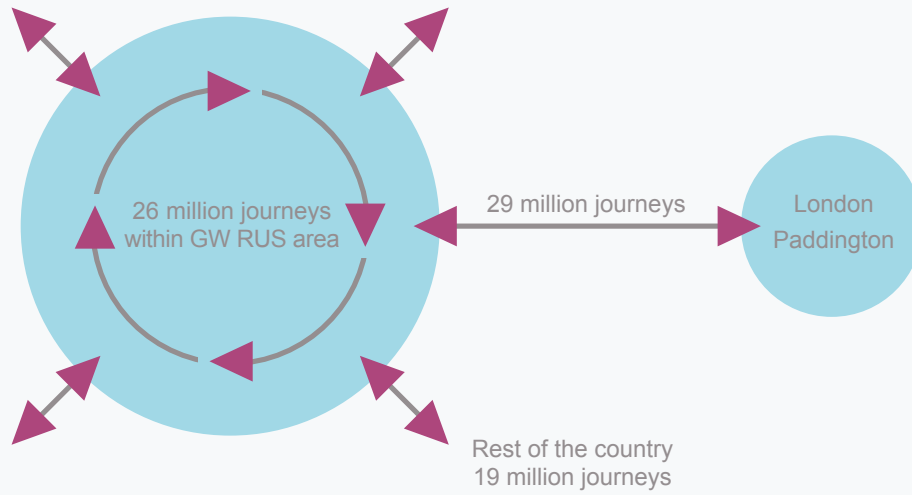 26 million journeys
within GW RUS area
29 million journeys
London
Paddington
Rest of the country
19 million journeys